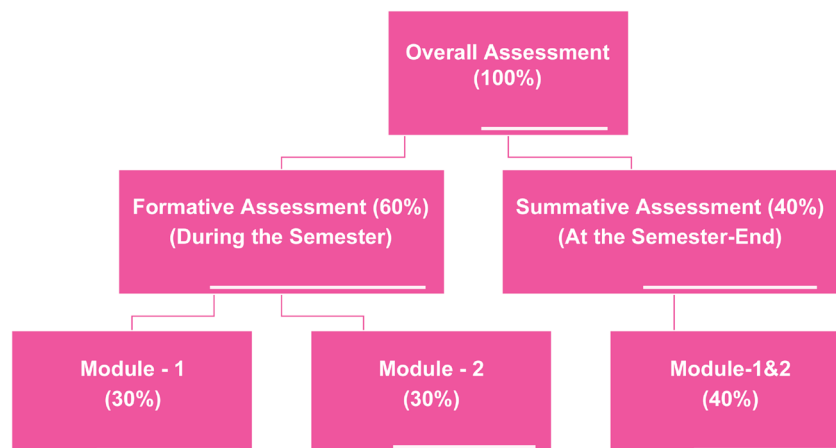 Overall Assessment
(100%)
Formative Assessment (60%)
(During the Semester)
Summative Assessment (40%)
(At the Semester-End)
Module - 1
(30%)
Module - 2
(30%)
Module-1&2
(40%)